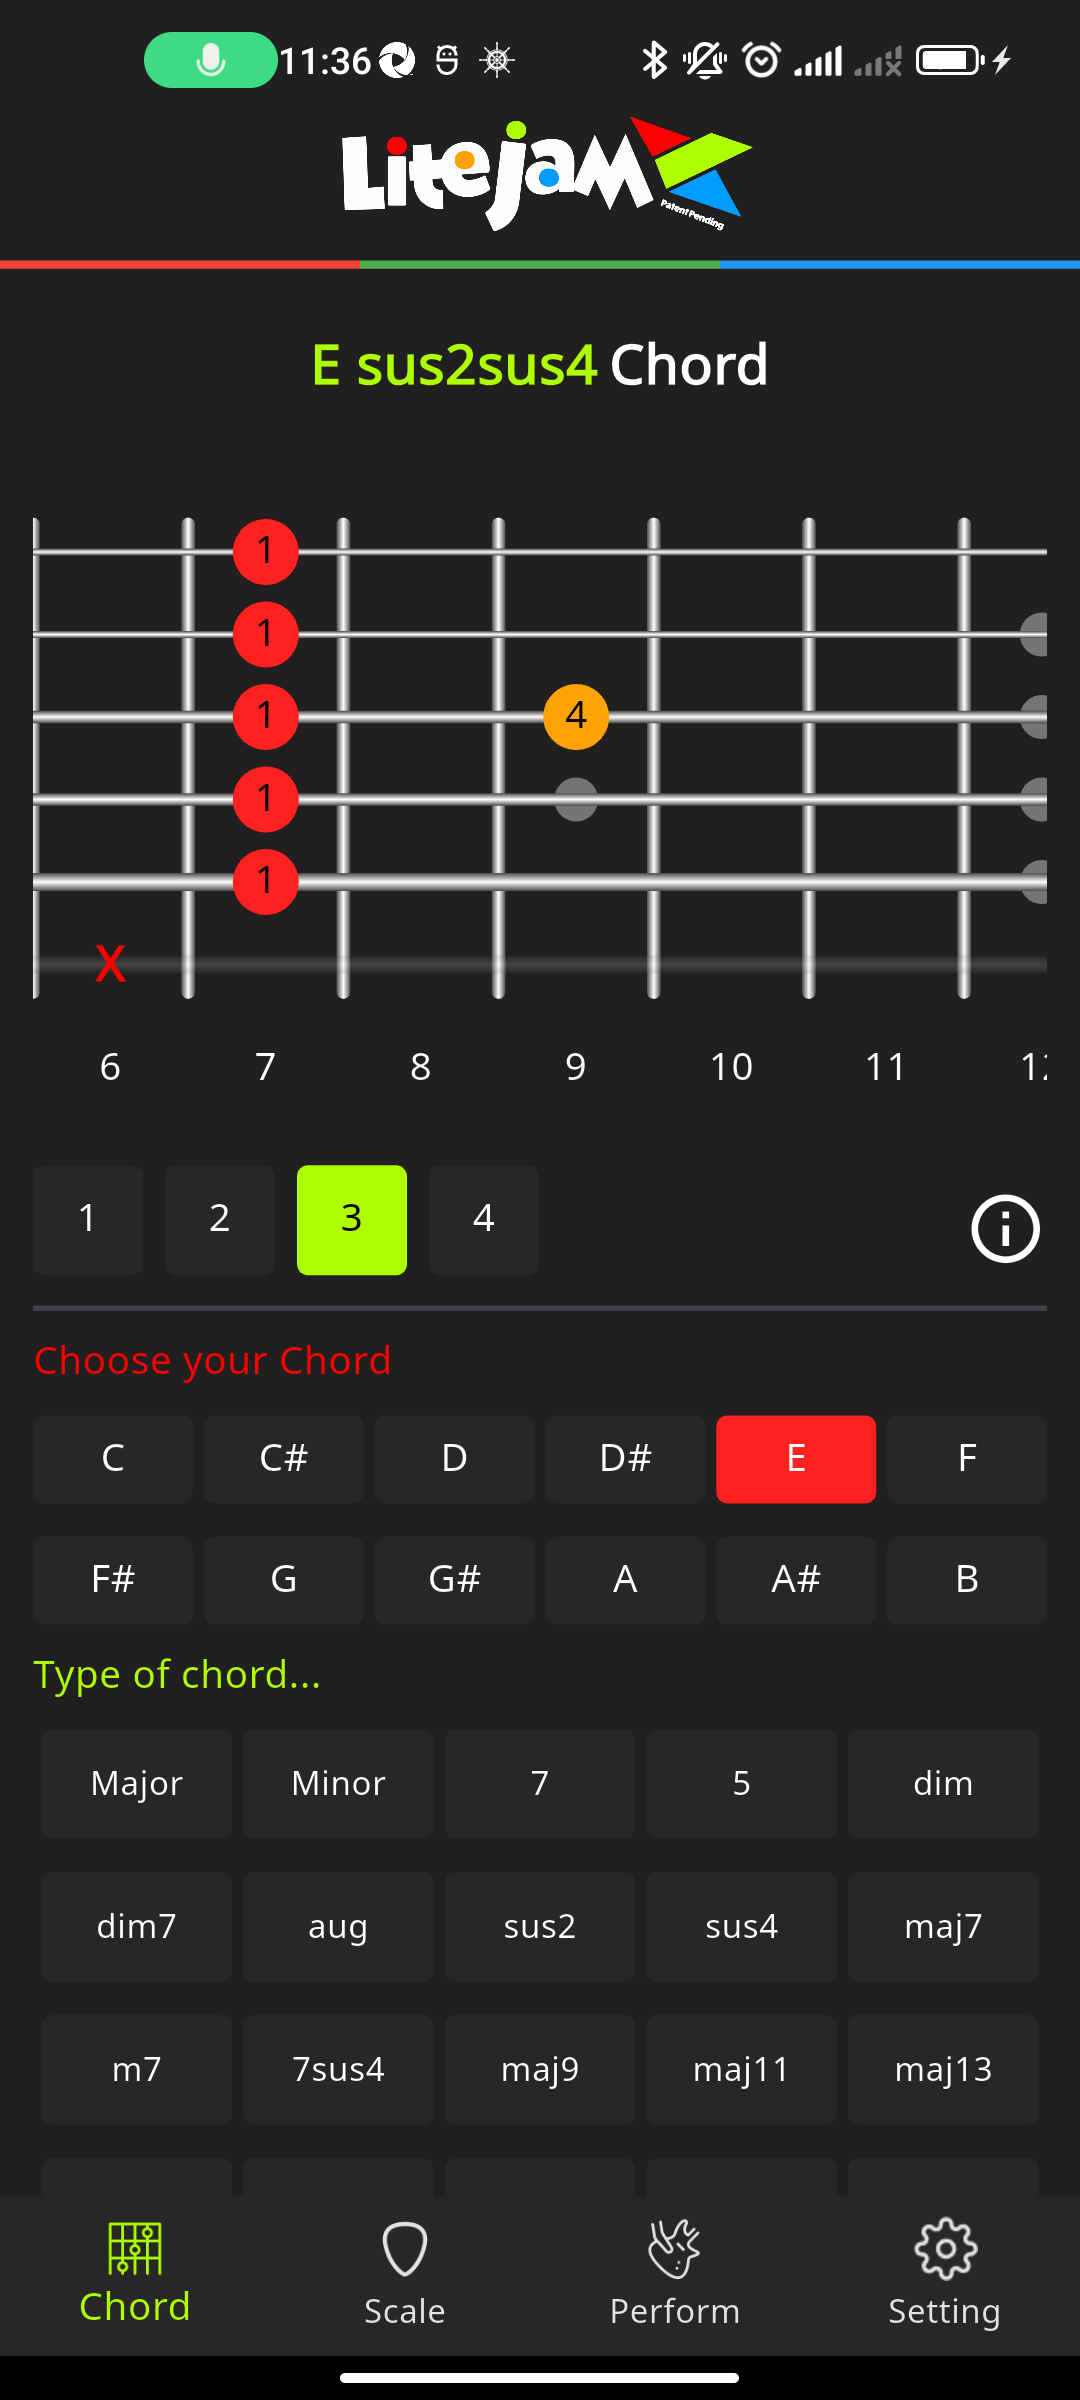 11:36
LitejaM
Patent Pending
E sus2sus4 Chord
1
1
1 4
1
1
X
6 7 8 9 10 11
1 2 3 4
Choose your Chord
C C# D D# E F
F# G G# A A# B
Type of chord...
Major Minor 7 5 dim
dim7 aug sus2 sus4 maj7
m7 7sus4 maj9 maj11 maj13
Chord Scale Perform Setting